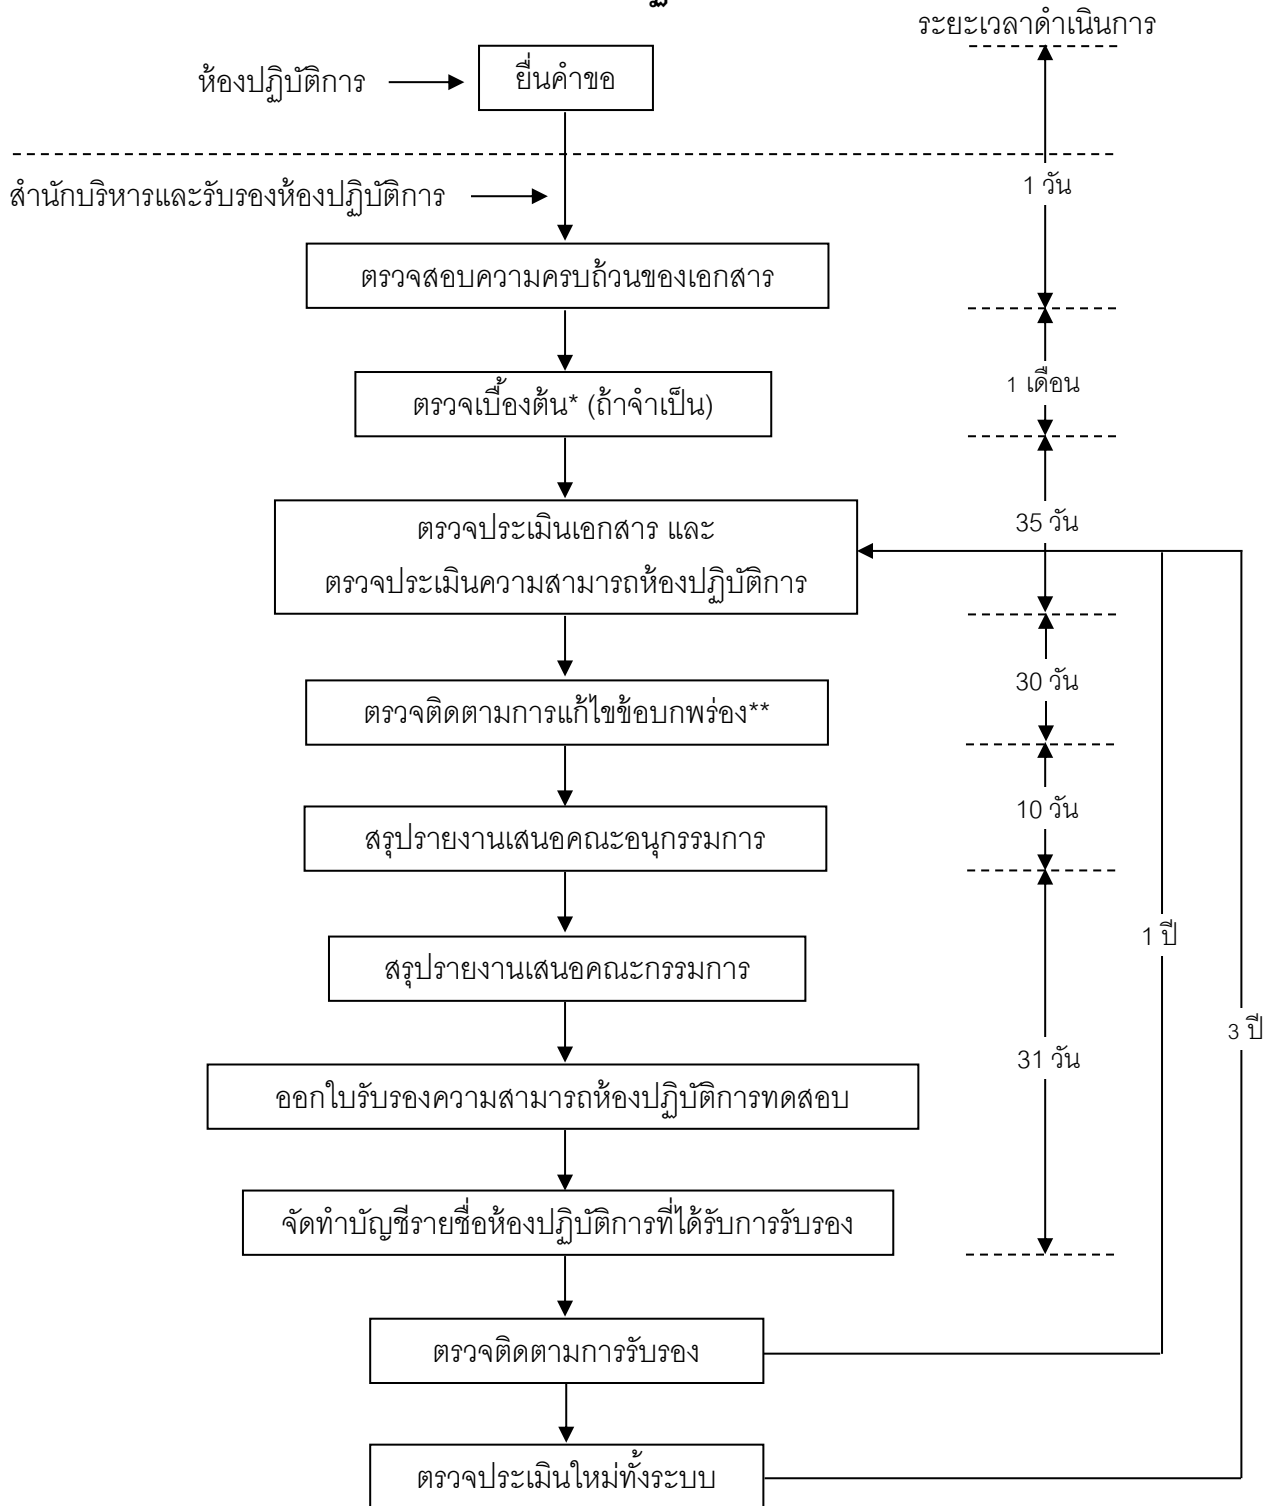 ระยะเวลาดำเนินการ
ห้องปฏิบัติการ
ยื่นคำขอ
สำนักบริหารและรับรองห้องปฏิบัติการ
1 วัน
ตรวจสอบความครบถ้วนของเอกสาร
1 เดือน
ตรวจเบื้องต้น* (ถ้าจำเป็น)
ตรวจประเมินเอกสาร และ
ตรวจประเมินความสามารถห้องปฏิบัติการ
35 วัน
30 วัน
ตรวจติดตามการแก้ไขข้อบกพร่อง**
10 วัน
สรุปรายงานเสนอคณะอนุกรรมการ
1 ปี
สรุปรายงานเสนอคณะกรรมการ
3 ปี
31 วัน
ออกใบรับรองความสามารถห้องปฏิบัติการทดสอบ
จัดทำบัญชีรายชื่อห้องปฏิบัติการที่ได้รับการรับรอง
ตรวจติดตามการรับรอง
ตรวจประเมินใหม่ทั้งระบบ